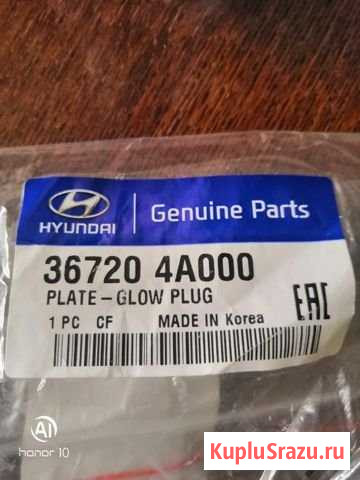 HYUNDAI
Genuine Parts
36720 4A000
PLATE-GLOW PLUG
1 PC CF MADE IN Korea
EAC
AI
honor 10
KupluSrazu.ru